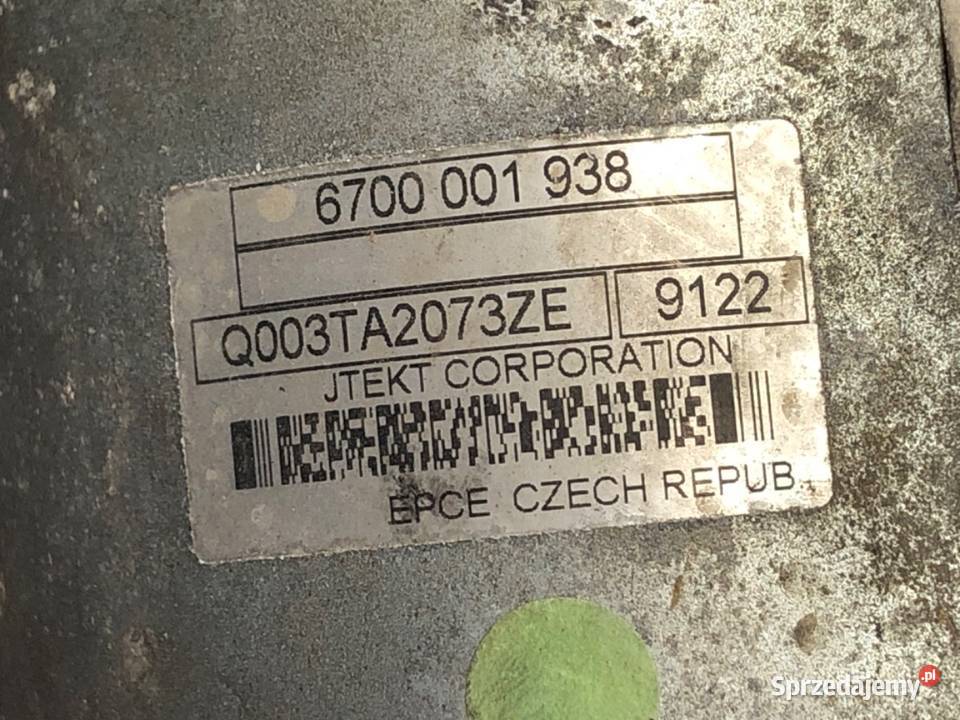 6700 001 938
Q003TA2073ZE 9122
JTEKT CORPORATION
EPCE CZECH REPUB
Sprzedajemy.pl